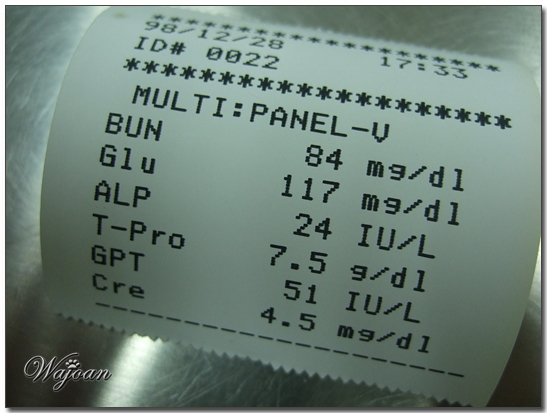 ********************
98/12/28 17:33
ID# 0022
********************
MULTI:PANEL-V
BUN 84 mg/dl
Glu 117 mg/dl
ALP 24 IU/L
T-Pro 7.5 g/dl
GPT 51 IU/L
Cre 4.5 mg/dl
--------------------
Wajoan